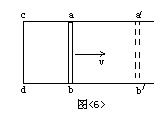 c a a′
v
d b b′
图<6>